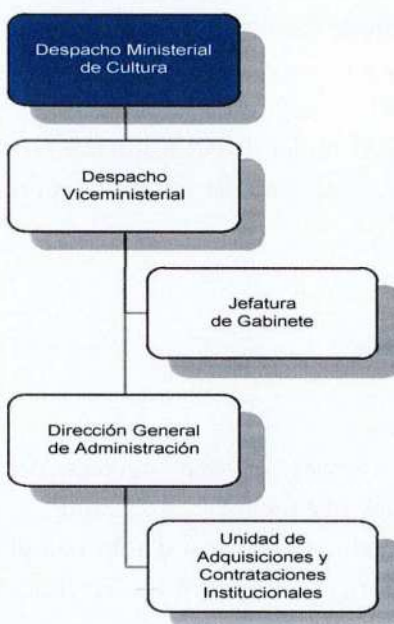 Despacho Ministerial
de Cultura
Despacho
Viceministerial
Jefatura
de Gabinete
Dirección General
de Administración
Unidad de
Adquisiciones y
Contrataciones
Institucionales